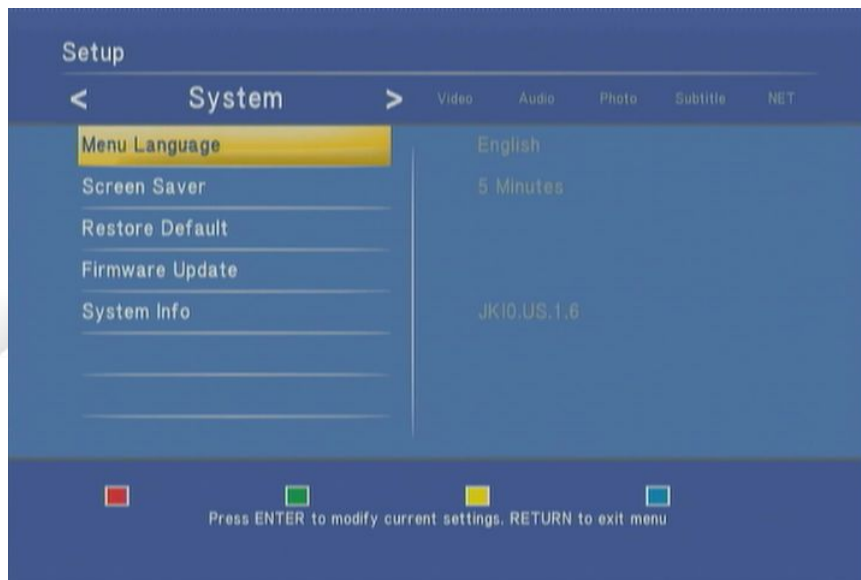 Setup
< System > Video Audio Photo Subtitle NET
Menu Language English
Screen Saver 5 Minutes
Restore Default
Firmware Update
System Info JKI0.US.1.6
Press ENTER to modify current settings. RETURN to exit menu